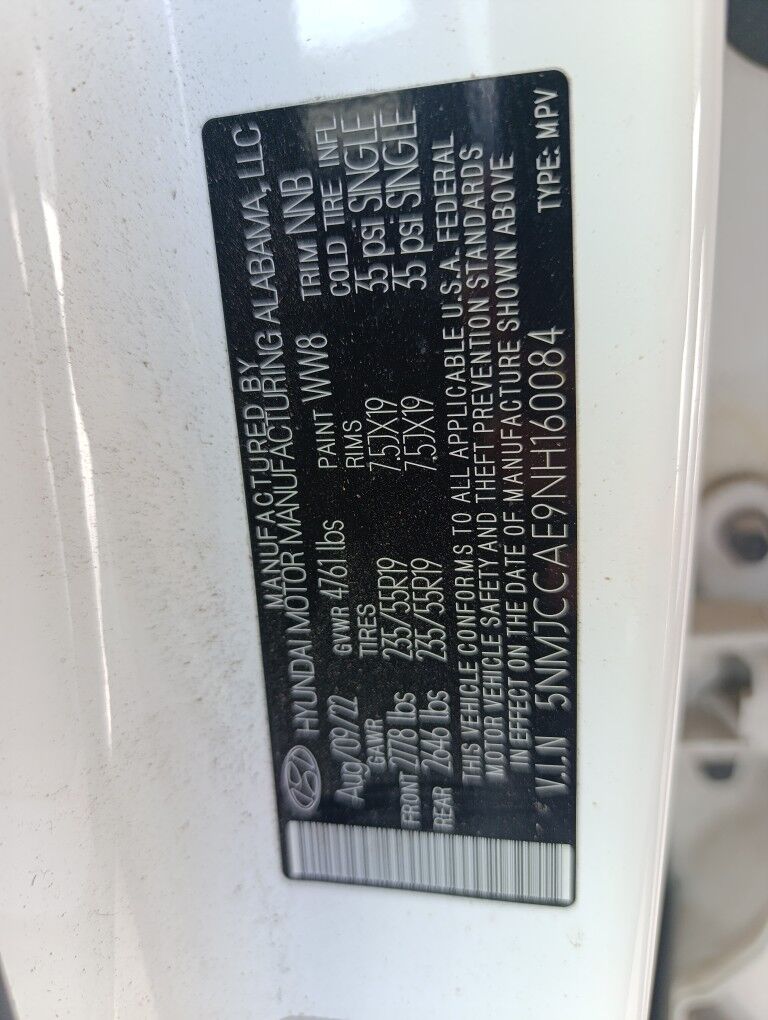 MANUFACTURED BY
HYUNDAI MOTOR MANUFACTURING ALABAMA, LLC
Aug/09/22 GVWR 4761 lbs PAINT WW8 TRIM NNB
GAWR TIRES RIMS COLD TIRE INFL
FRONT 2778 lbs 235/55R19 7.5JX19 35 psi SINGLE
REAR 2646 lbs 235/55R19 7.5JX19 35 psi SINGLE
THIS VEHICLE CONFORMS TO ALL APPLICABLE U.S.A. FEDERAL
MOTOR VEHICLE SAFETY AND THEFT PREVENTION STANDARDS
IN EFFECT ON THE DATE OF MANUFACTURE SHOWN ABOVE
V.I.N 5NMJCCAE9NH160084 TYPE: MPV